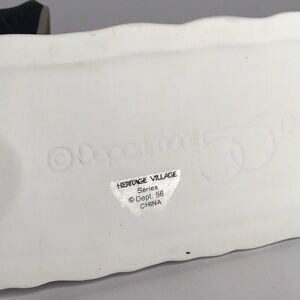 © Department 56
HERITAGE VILLAGE
Series
© Dept. 56
CHINA